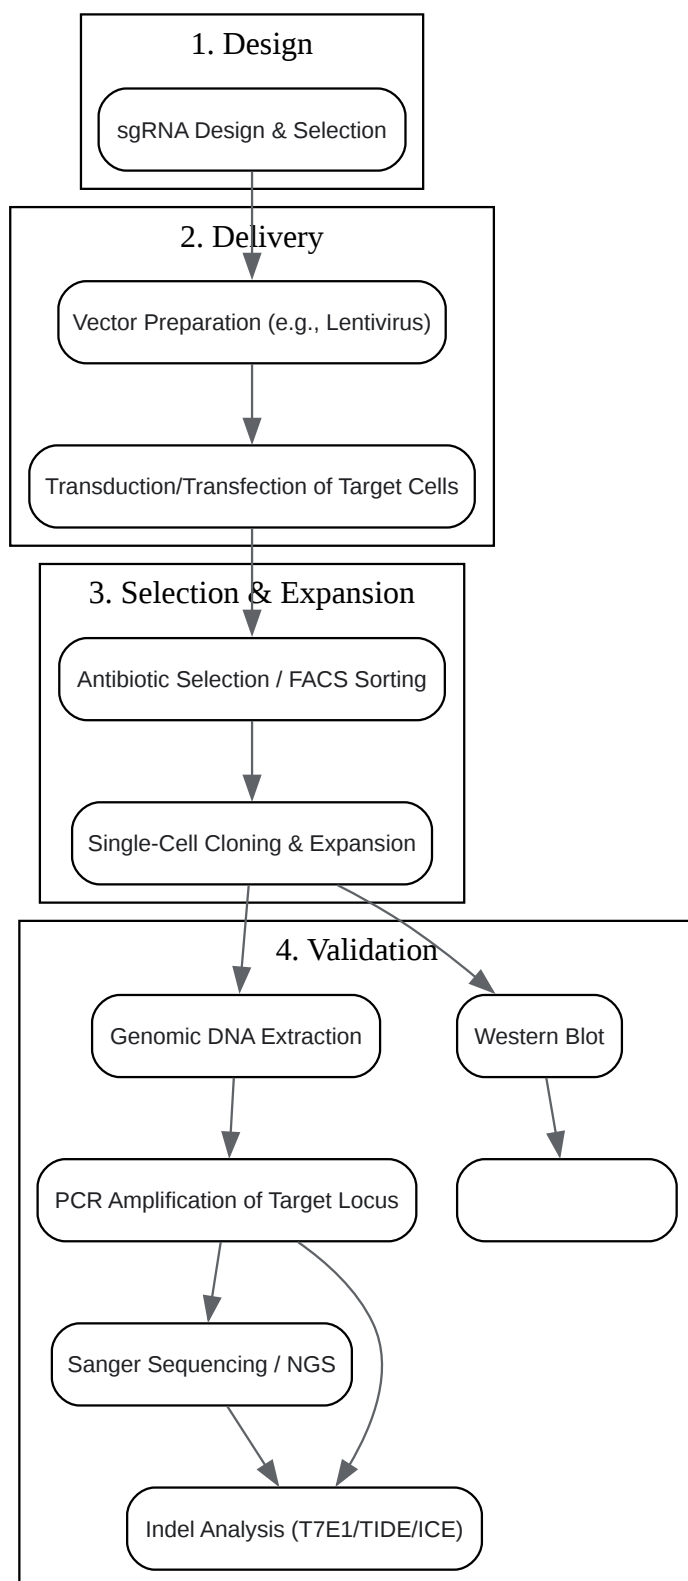 1. Design
sgRNA Design & Selection
2. Delivery
Vector Preparation (e.g., Lentivirus)
Transduction/Transfection of Target Cells
3. Selection & Expansion
Antibiotic Selection / FACS Sorting
Single-Cell Cloning & Expansion
4. Validation
Genomic DNA Extraction
Western Blot
PCR Amplification of Target Locus
Sanger Sequencing / NGS
Indel Analysis (T7E1/TIDE/ICE)